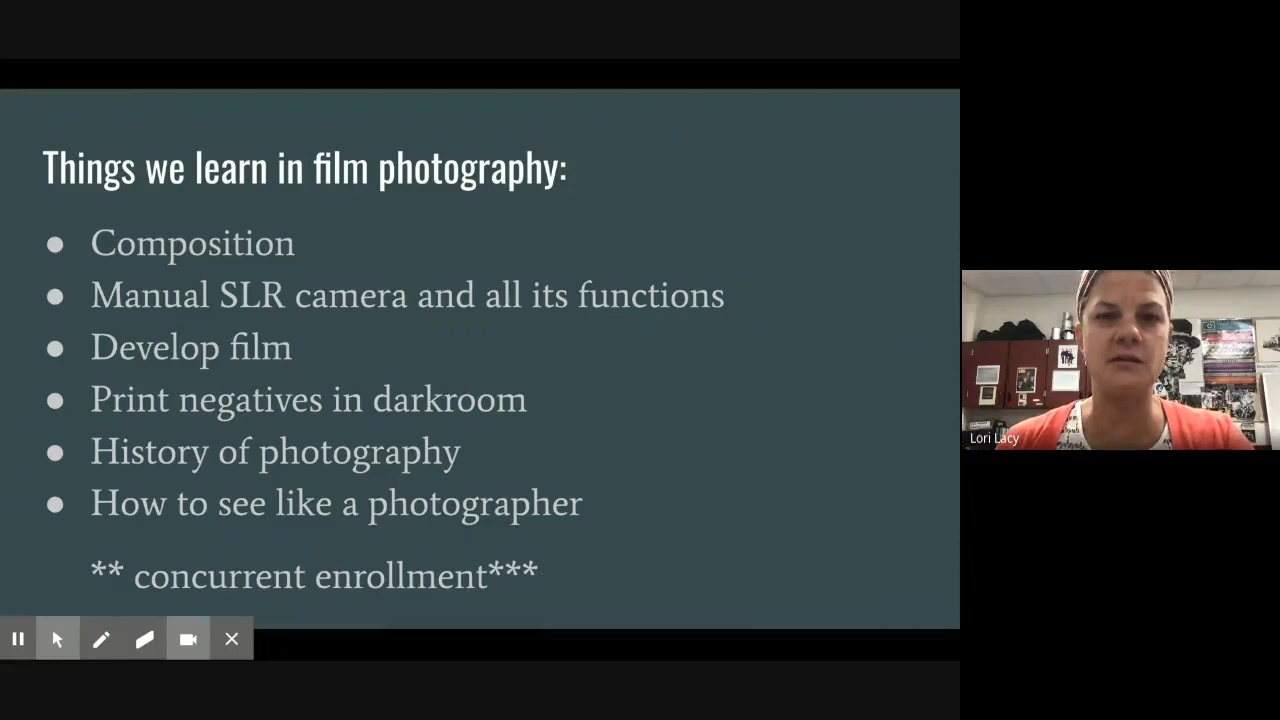 Things we learn in film photography:
● Composition
● Manual SLR camera and all its functions
● Develop film
● Print negatives in darkroom
● History of photography
● How to see like a photographer
** concurrent enrollment***
Lori Lacy